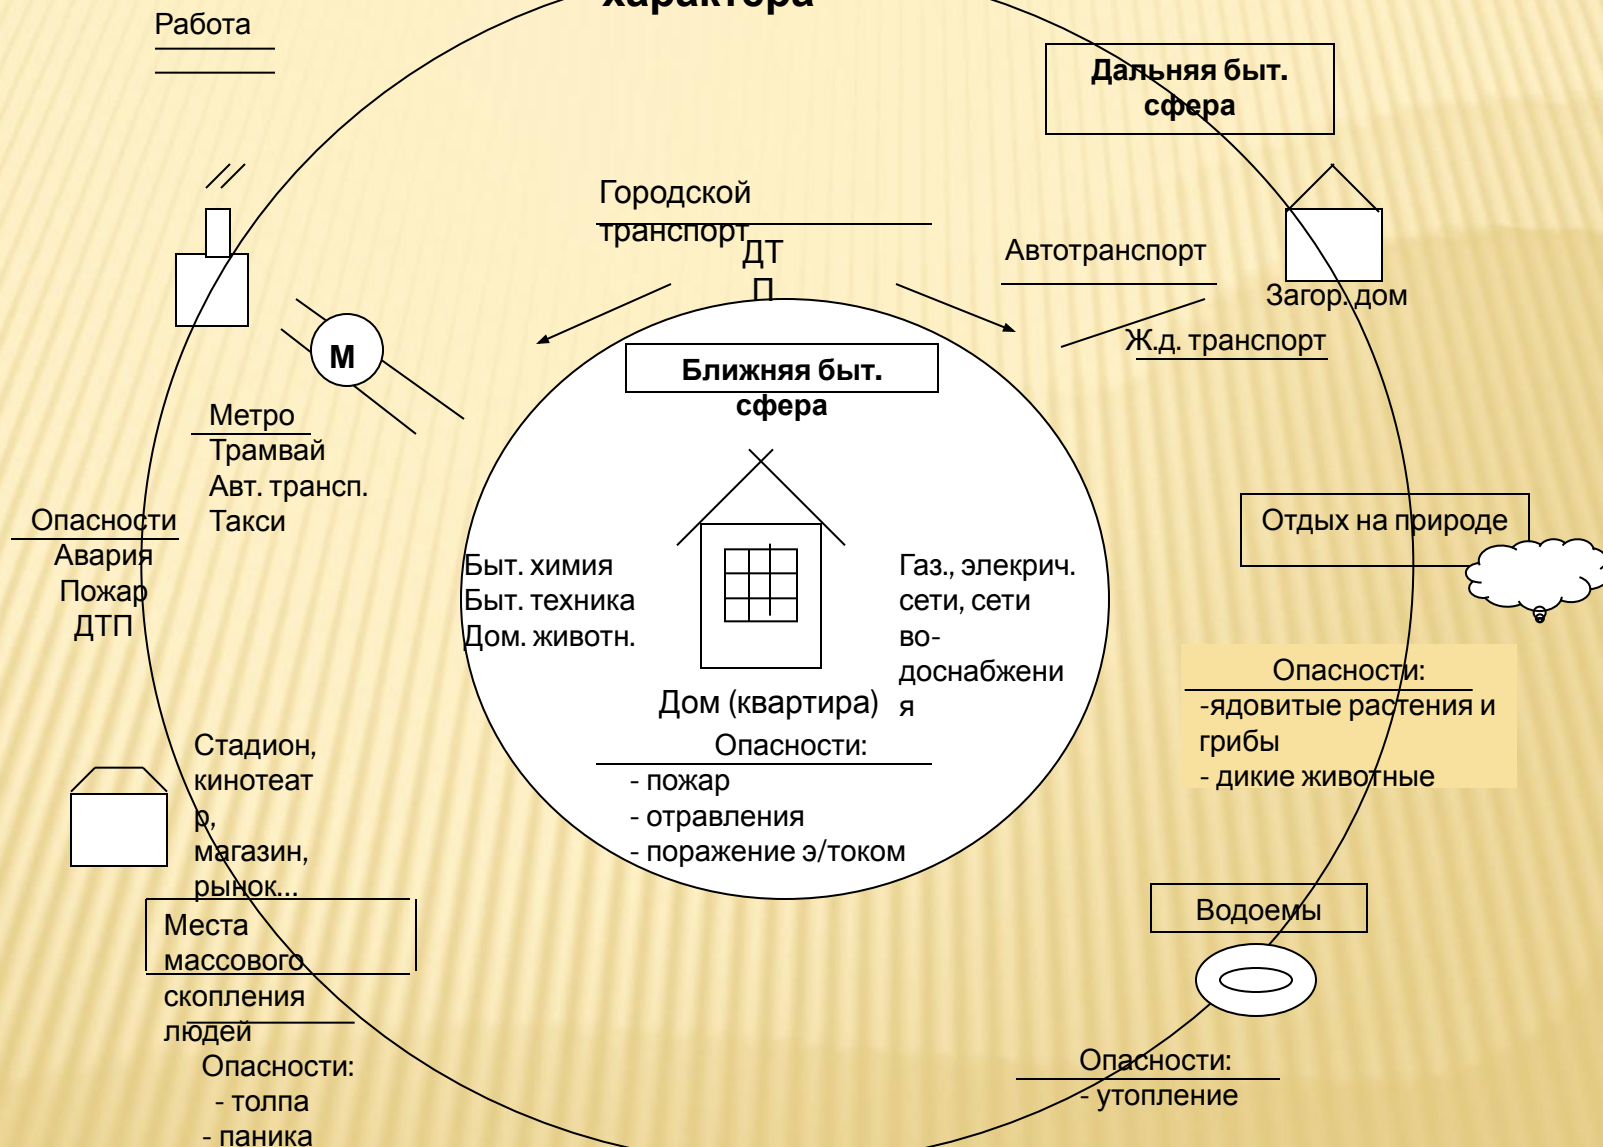 характера
Работа
Дальняя быт.
сфера
Городской
транспорт
ДТ
П
Автотранспорт
Загор. дом
Ж.д. транспорт
М
Ближняя быт.
сфера
Метро
Трамвай
Авт. трансп.
Такси
Опасности
Авария
Пожар
ДТП
Быт. химия
Быт. техника
Дом. животн.
Газ., элекрич.
сети, сети
во-
доснабжени
я
Дом (квартира)
Опасности:
- пожар
- отравления
- поражение э/током
Отдых на природе
Опасности:
-ядовитые растения и
грибы
- дикие животные
Стадион,
кинотеат
р,
магазин,
рынок...
Места
массового
скопления
людей
Опасности:
- толпа
- паника
Водоемы
Опасности:
- утопление